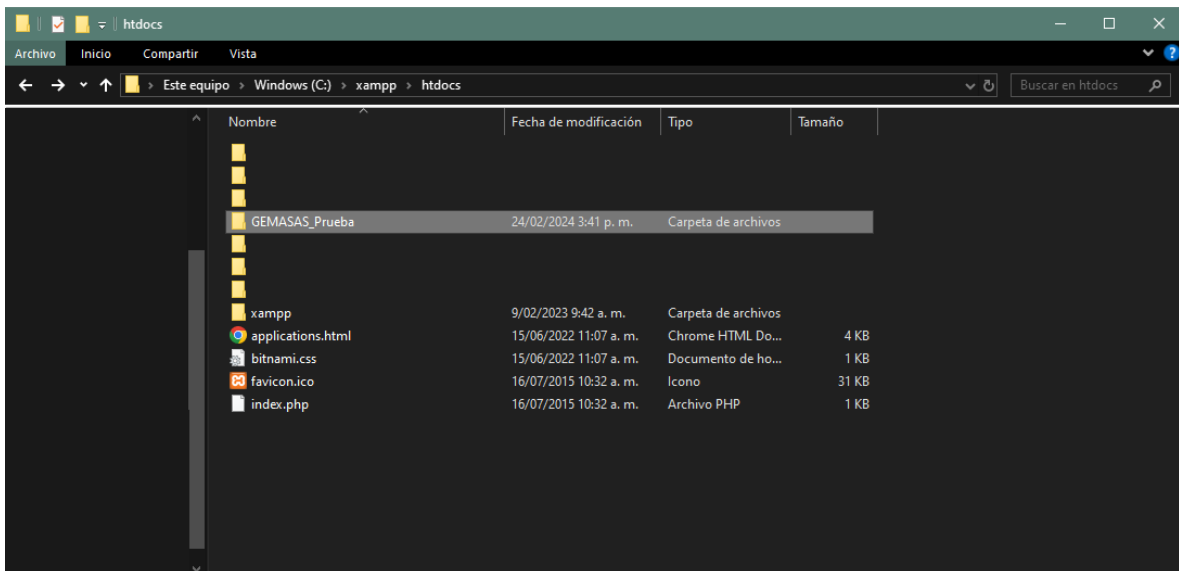 htdocs
Archivo Inicio Compartir Vista
Este equipo > Windows (C:) > xampp > htdocs Buscar en htdocs
Nombre Fecha de modificación Tipo Tamaño
GEMASAS_Prueba 24/02/2024 3:41 p. m. Carpeta de archivos
xampp 9/02/2023 9:42 a. m. Carpeta de archivos
applications.html 15/06/2022 11:07 a. m. Chrome HTML Do... 4 KB
bitnami.css 15/06/2022 11:07 a. m. Documento de ho... 1 KB
favicon.ico 16/07/2015 10:32 a. m. Icono 31 KB
index.php 16/07/2015 10:32 a. m. Archivo PHP 1 KB